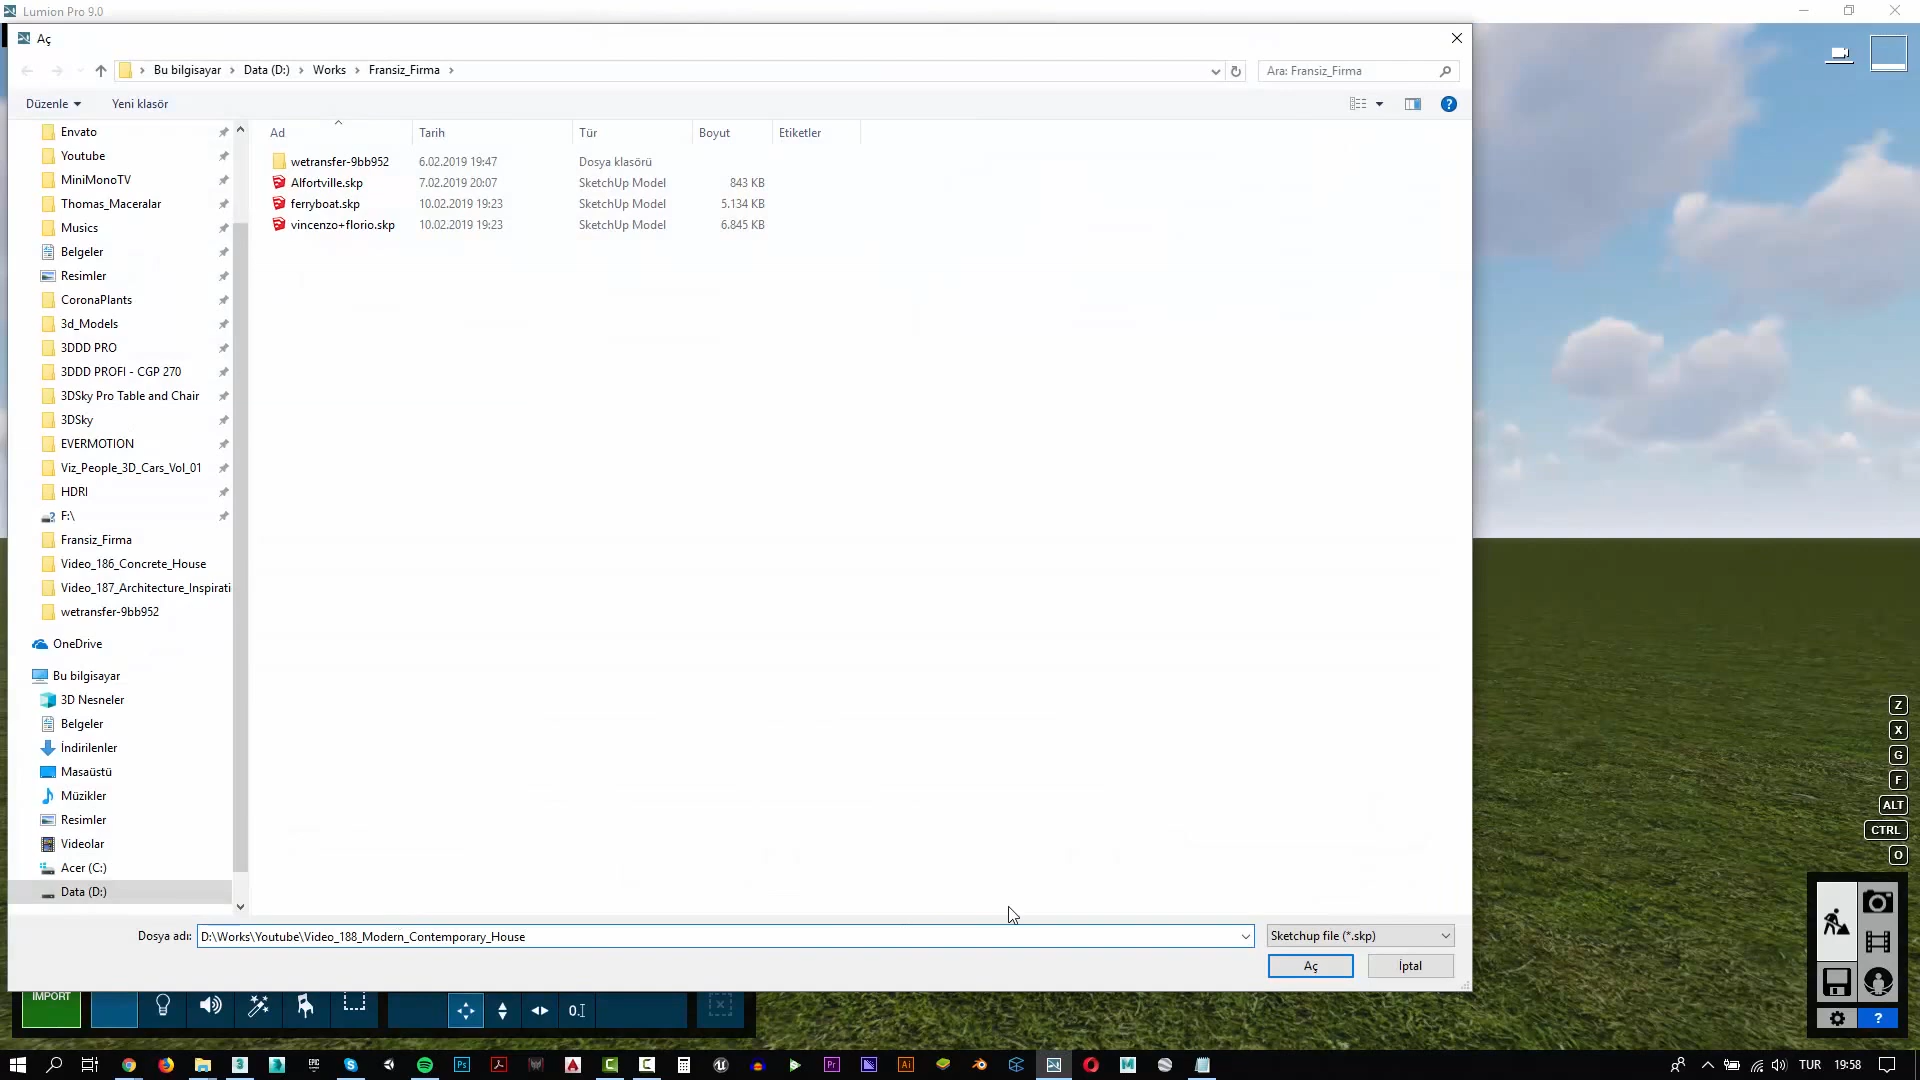 Lumion Pro 9.0
Aç
Bu bilgisayar
Data (D:)
Works
Fransiz_Firma
Ara: Fransiz_Firma
Düzenle
Yeni klasör
Envato
Youtube
MiniMonoTV
Thomas_Maceralar
Musics
Belgeler
Resimler
CoronaPlants
3d_Models
3DDD PRO
3DDD PROFI - CGP 270
3DSky Pro Table and Chair
3DSky
EVERMOTION
Viz_People_3D_Cars_Vol_01
HDRI
F:\
Fransiz_Firma
Video_186_Concrete_House
Video_187_Architecture_Inspirati
wetransfer-9bb952
OneDrive
Bu bilgisayar
3D Nesneler
Belgeler
İndirilenler
Masaüstü
Müzikler
Resimler
Videolar
Acer (C:)
Data (D:)
Ad Tarih Tür Boyut Etiketler
wetransfer-9bb952 6.02.2019 19:47 Dosya klasörü
Alfortville.skp 7.02.2019 20:07 SketchUp Model 843 KB
ferryboat.skp 10.02.2019 19:23 SketchUp Model 5.134 KB
vincenzo+florio.skp 10.02.2019 19:23 SketchUp Model 6.845 KB
Dosya adı: D:\Works\Youtube\Video_188_Modern_Contemporary_House
Sketchup file (*.skp)
Aç
İptal
Z
X
G
F
ALT
CTRL
O
IMPORT
?
TUR 19:58